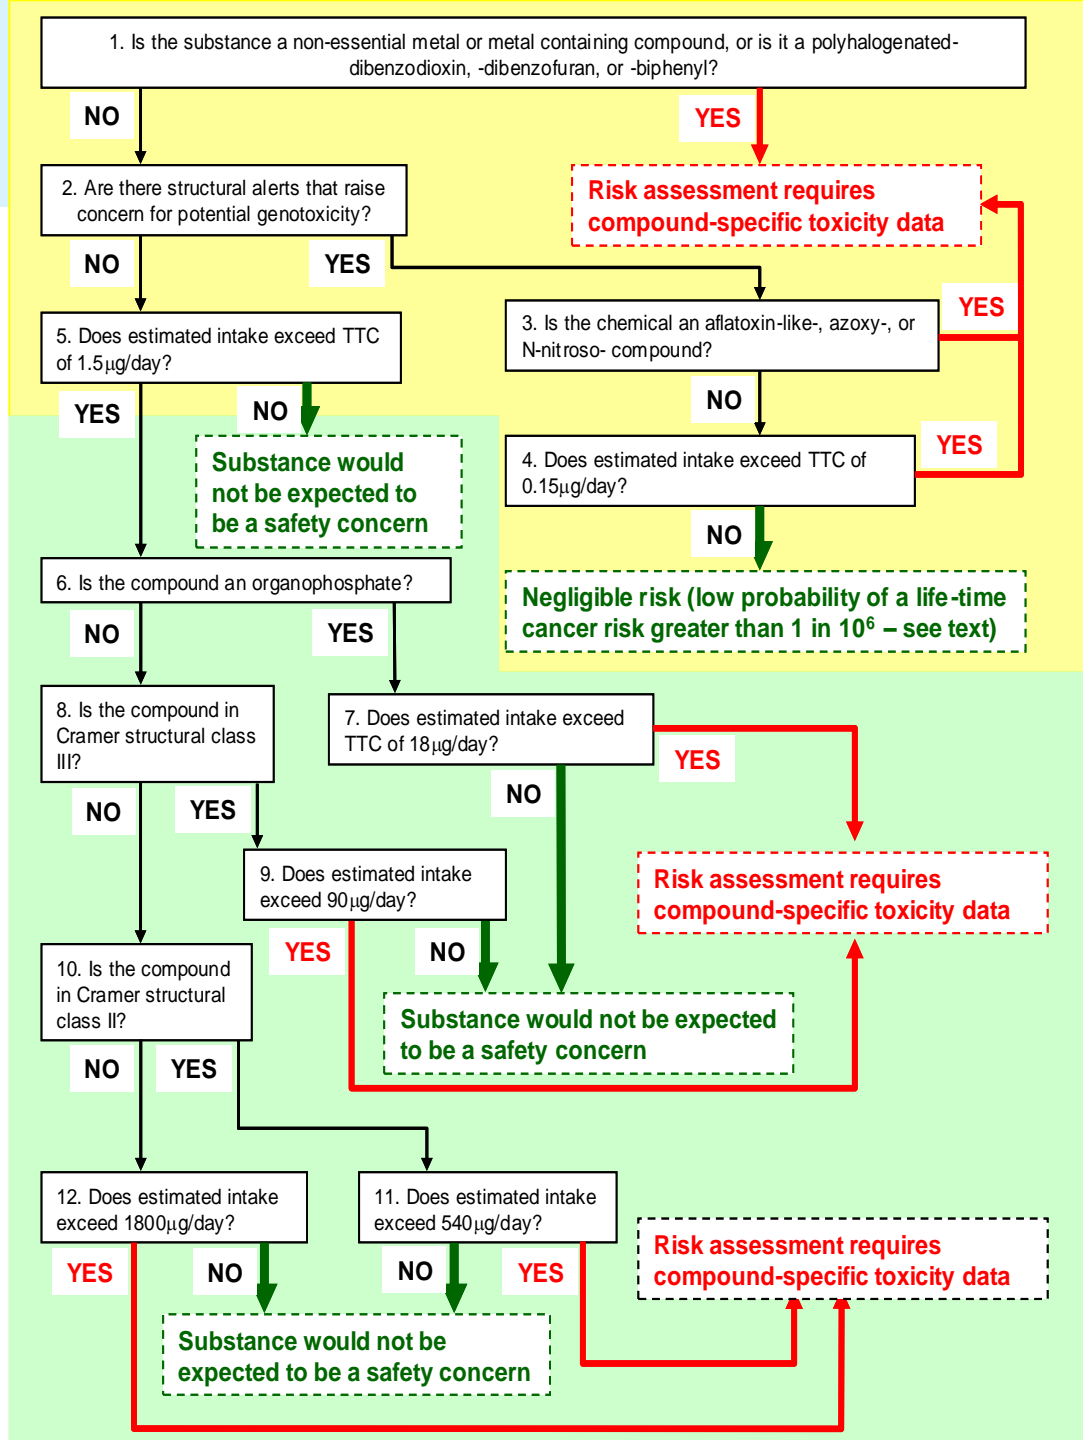 1. Is the substance a non-essential metal or metal containing compound, or is it a polyhalogenated-
dibenzodioxin, -dibenzofuran, or -biphenyl?
NO
YES
2. Are there structural alerts that raise
concern for potential genotoxicity?
Risk assessment requires
compound-specific toxicity data
NO
YES
5. Does estimated intake exceed TTC
of 1.5µg/day?
3. Is the chemical an aflatoxin-like-, azoxy-, or
N-nitroso- compound?
YES
YES
NO
NO
Substance would
not be expected to
be a safety concern
4. Does estimated intake exceed TTC of
0.15µg/day?
YES
NO
6. Is the compound an organophosphate?
Negligible risk (low probability of a life-time
cancer risk greater than 1 in 10⁶ – see text)
NO
YES
8. Is the compound in
Cramer structural class
III?
7. Does estimated intake exceed
TTC of 18µg/day?
YES
NO
NO
YES
9. Does estimated intake
exceed 90µg/day?
Risk assessment requires
compound-specific toxicity data
YES
NO
10. Is the compound
in Cramer structural
class II?
Substance would not be expected
to be a safety concern
NO
YES
12. Does estimated intake
exceed 1800µg/day?
11. Does estimated intake
exceed 540µg/day?
Risk assessment requires
compound-specific toxicity data
YES
NO
NO
YES
Substance would not be
expected to be a safety concern